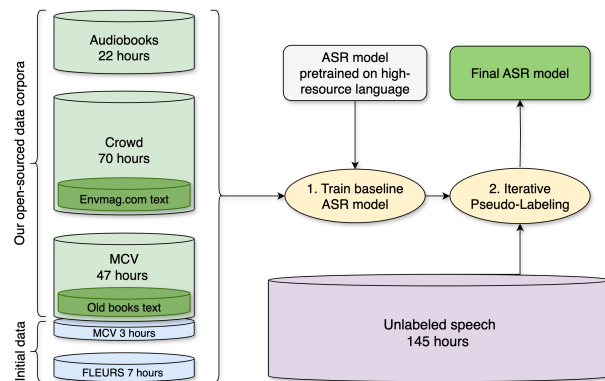 Our open-sourced data corpora
Audiobooks
22 hours
Crowd
70 hours
Envmag.com text
MCV
47 hours
Old books text
Initial data
MCV 3 hours
FLEURS 7 hours
ASR model
pretrained on high-
resource language
Final ASR model
1. Train baseline
ASR model
2. Iterative
Pseudo-Labeling
Unlabeled speech
145 hours